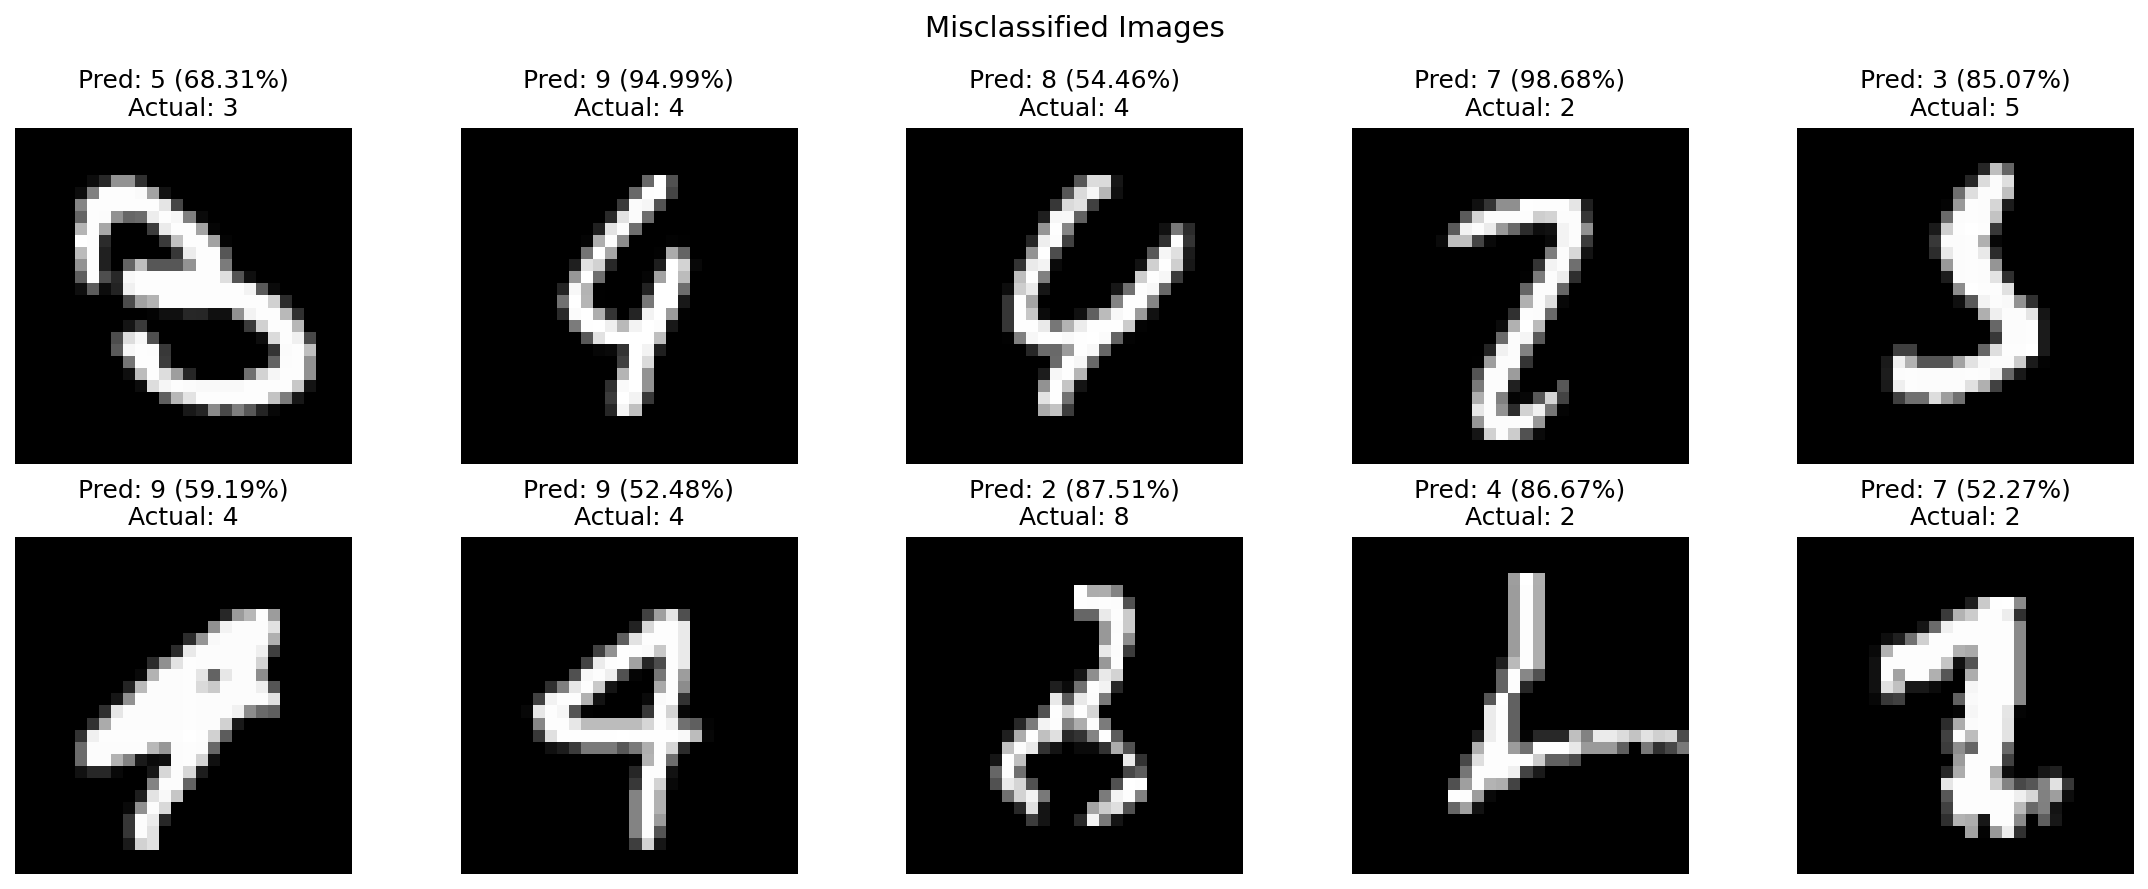 Misclassified Images
Pred: 5 (68.31%)
Actual: 3
Pred: 9 (94.99%)
Actual: 4
Pred: 8 (54.46%)
Actual: 4
Pred: 7 (98.68%)
Actual: 2
Pred: 3 (85.07%)
Actual: 5
Pred: 9 (59.19%)
Actual: 4
Pred: 9 (52.48%)
Actual: 4
Pred: 2 (87.51%)
Actual: 8
Pred: 4 (86.67%)
Actual: 2
Pred: 7 (52.27%)
Actual: 2